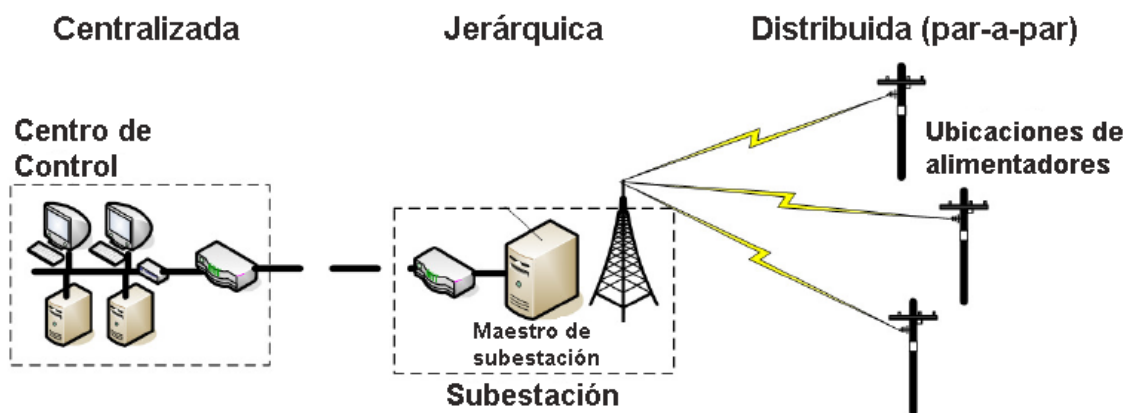 Centralizada
Jerárquica
Distribuida (par-a-par)
Centro de
Control
Ubicaciones de
alimentadores
Maestro de
subestación
Subestación